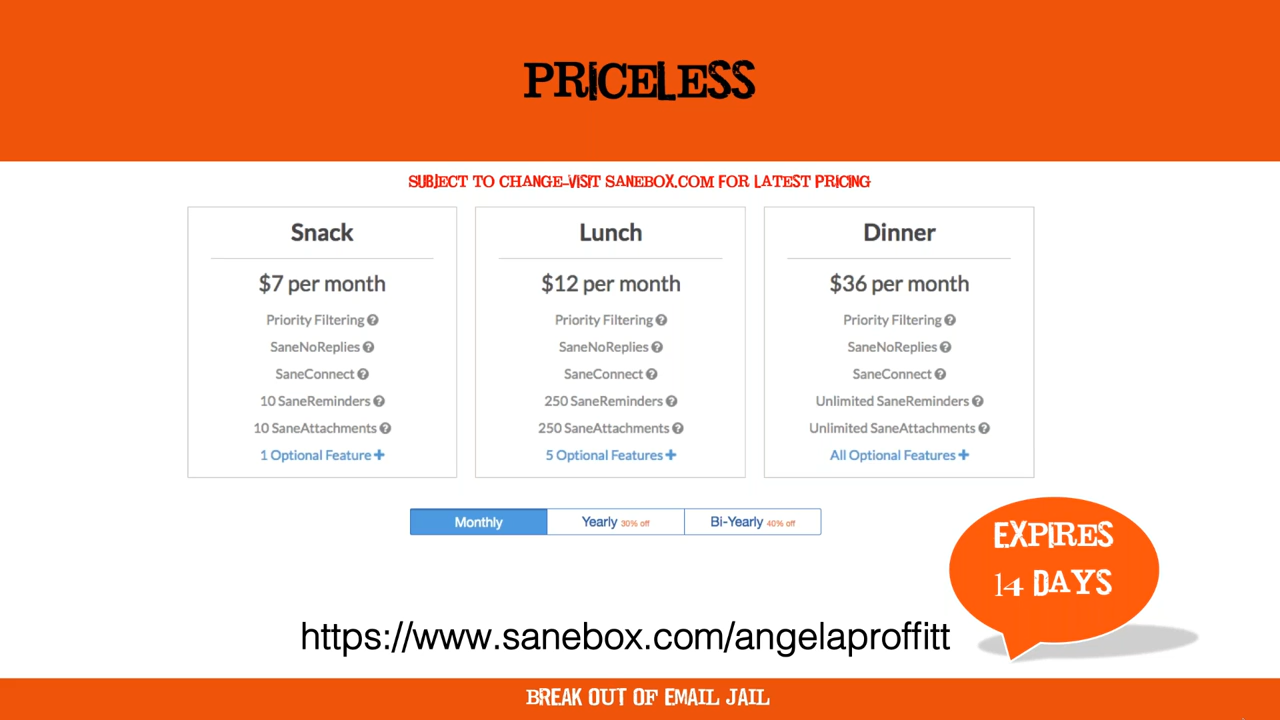 PRICELESS
SUBJECT TO CHANGE-VISIT SANEBOX.COM FOR LATEST PRICING
Snack
$7 per month
Priority Filtering
SaneNoReplies
SaneConnect
10 SaneReminders
10 SaneAttachments
1 Optional Feature +
Lunch
$12 per month
Priority Filtering
SaneNoReplies
SaneConnect
250 SaneReminders
250 SaneAttachments
5 Optional Features +
Dinner
$36 per month
Priority Filtering
SaneNoReplies
SaneConnect
Unlimited SaneReminders
Unlimited SaneAttachments
All Optional Features +
Monthly
Yearly 30% off
Bi-Yearly 40% off
EXPIRES
14 DAYS
https://www.sanebox.com/angelaproffitt
BREAK OUT OF EMAIL JAIL